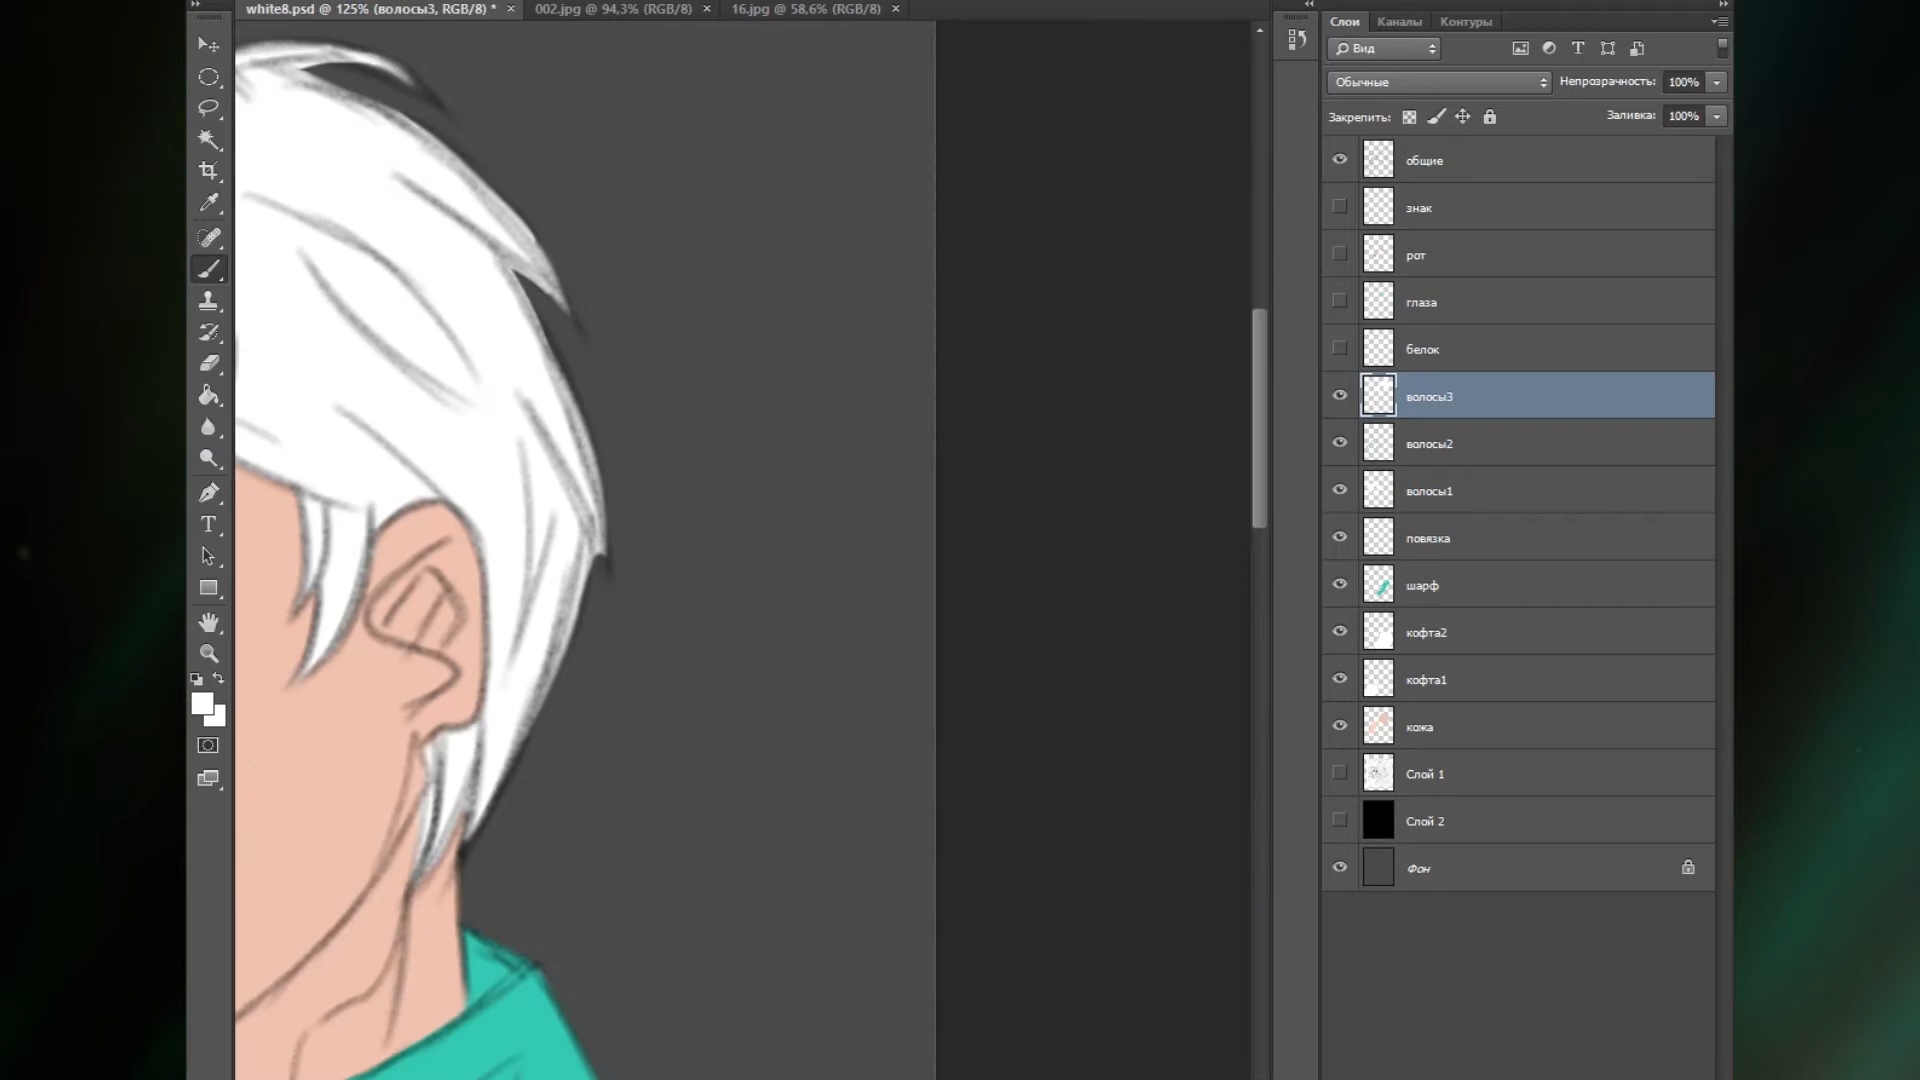 white8.psd @ 125% (волосы3, RGB/8) *
002.jpg @ 94,3% (RGB/8)
16.jpg @ 58,6% (RGB/8)
Слои
Каналы
Контуры
Вид
Обычные
Непрозрачность: 100%
Закрепить:
Заливка: 100%
общие
знак
рот
глаза
белок
волосы3
волосы2
волосы1
повязка
шарф
кофта2
кофта1
кожа
Слой 1
Слой 2
Фон